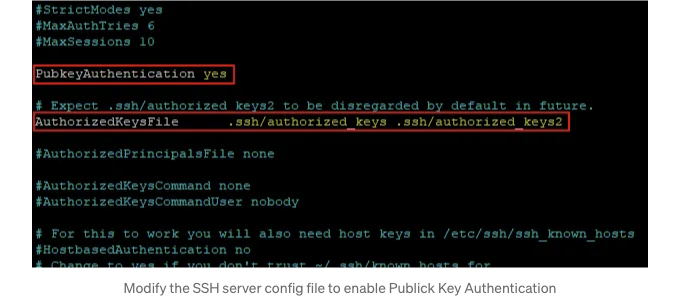 #StrictModes yes
#MaxAuthTries 6
#MaxSessions 10
PubkeyAuthentication yes
# Expect .ssh/authorized_keys2 to be disregarded by default in future.
AuthorizedKeysFile .ssh/authorized_keys .ssh/authorized_keys2
#AuthorizedPrincipalsFile none
#AuthorizedKeysCommand none
#AuthorizedKeysCommandUser nobody
# For this to work you will also need host keys in /etc/ssh/ssh_known_hosts
#HostbasedAuthentication no
# Change to yes if you don't trust ~/.ssh/known_hosts for
Modify the SSH server config file to enable Publick Key Authentication